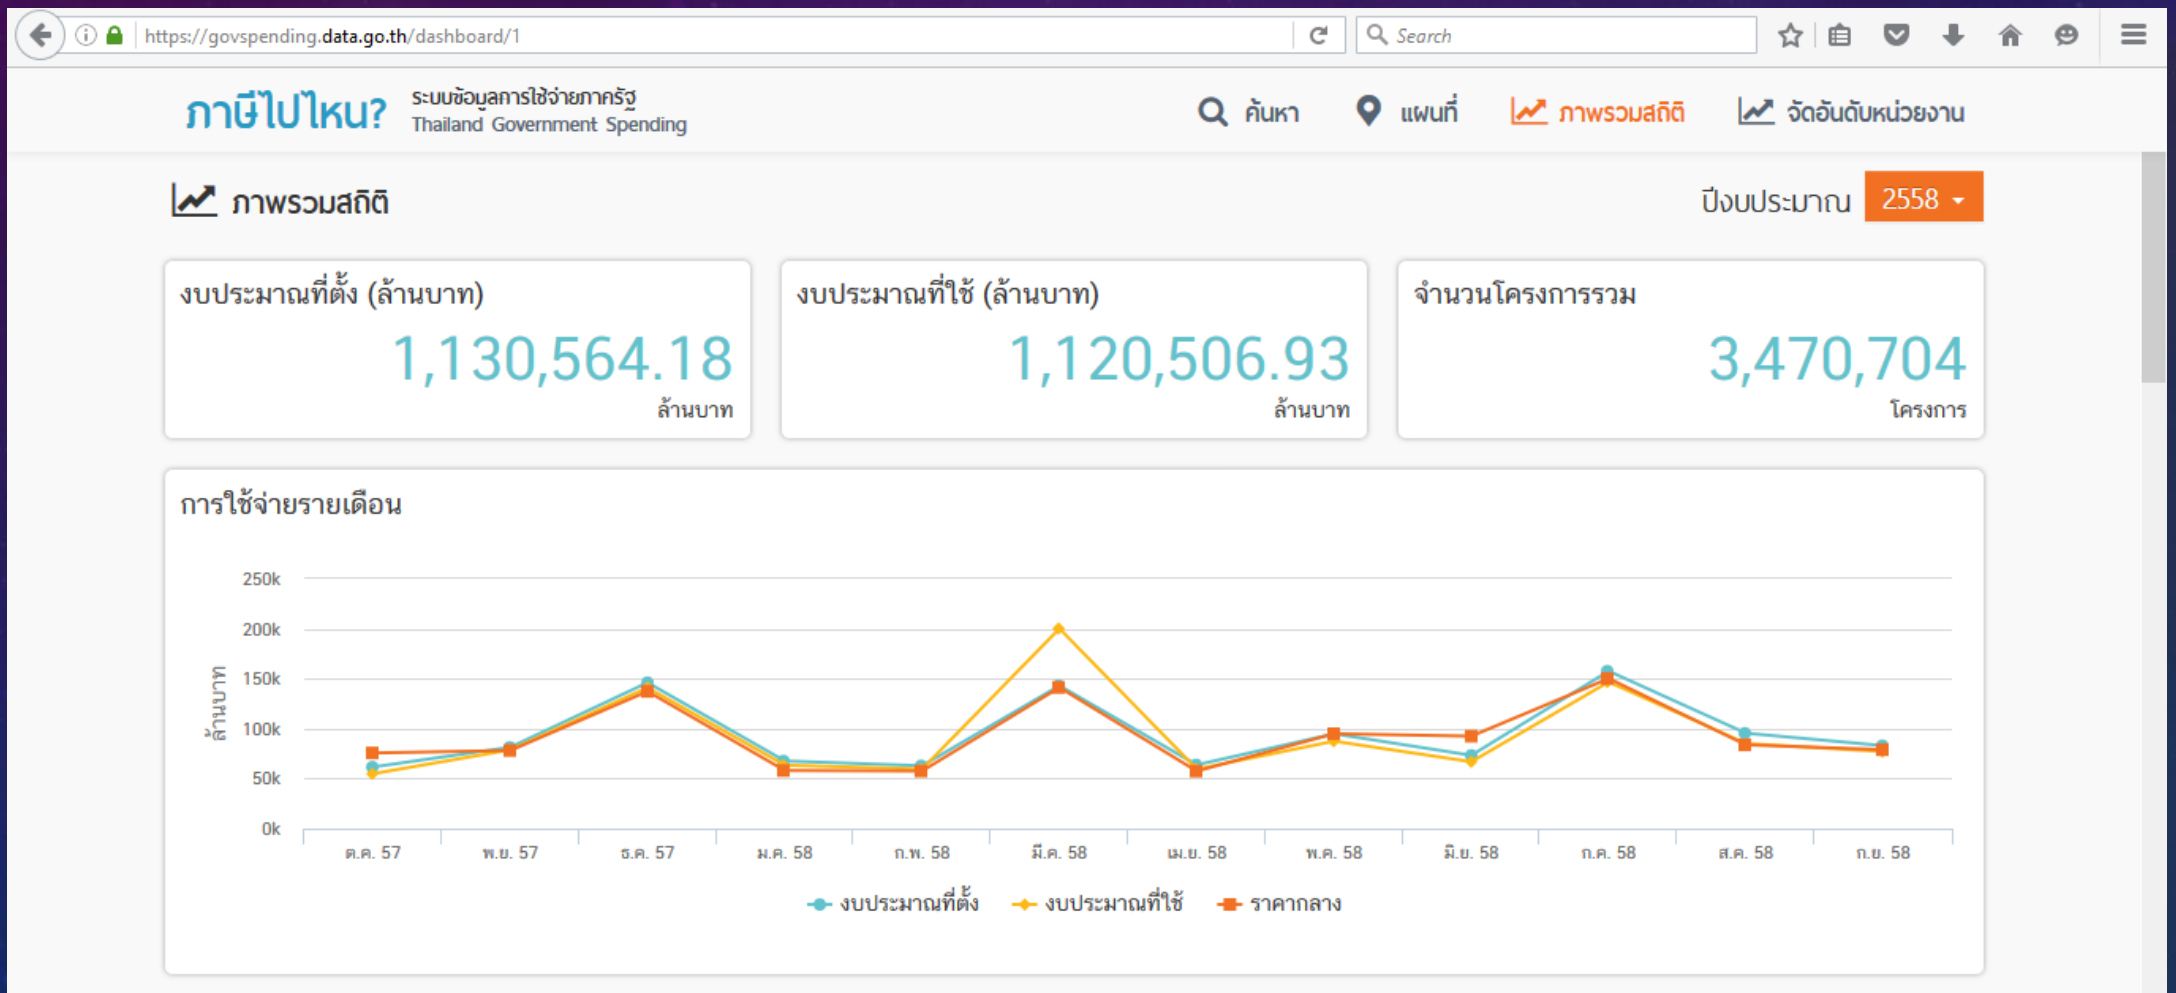 https://govspending.data.go.th/dashboard/1
Search
ภาษีไปไหน?
ระบบข้อมูลการใช้จ่ายภาครัฐ
Thailand Government Spending
ค้นหา
แผนที่
ภาพรวมสถิติ
จัดอันดับหน่วยงาน
ภาพรวมสถิติ
ปีงบประมาณ 2558
งบประมาณที่ตั้ง (ล้านบาท)
1,130,564.18
ล้านบาท
งบประมาณที่ใช้ (ล้านบาท)
1,120,506.93
ล้านบาท
จำนวนโครงการรวม
3,470,704
โครงการ
การใช้จ่ายรายเดือน
ล้านบาท
250k
200k
150k
100k
50k
0k
ต.ค. 57 พ.ย. 57 ธ.ค. 57 ม.ค. 58 ก.พ. 58 มี.ค. 58 เม.ย. 58 พ.ค. 58 มิ.ย. 58 ก.ค. 58 ส.ค. 58 ก.ย. 58
งบประมาณที่ตั้ง งบประมาณที่ใช้ ราคากลาง